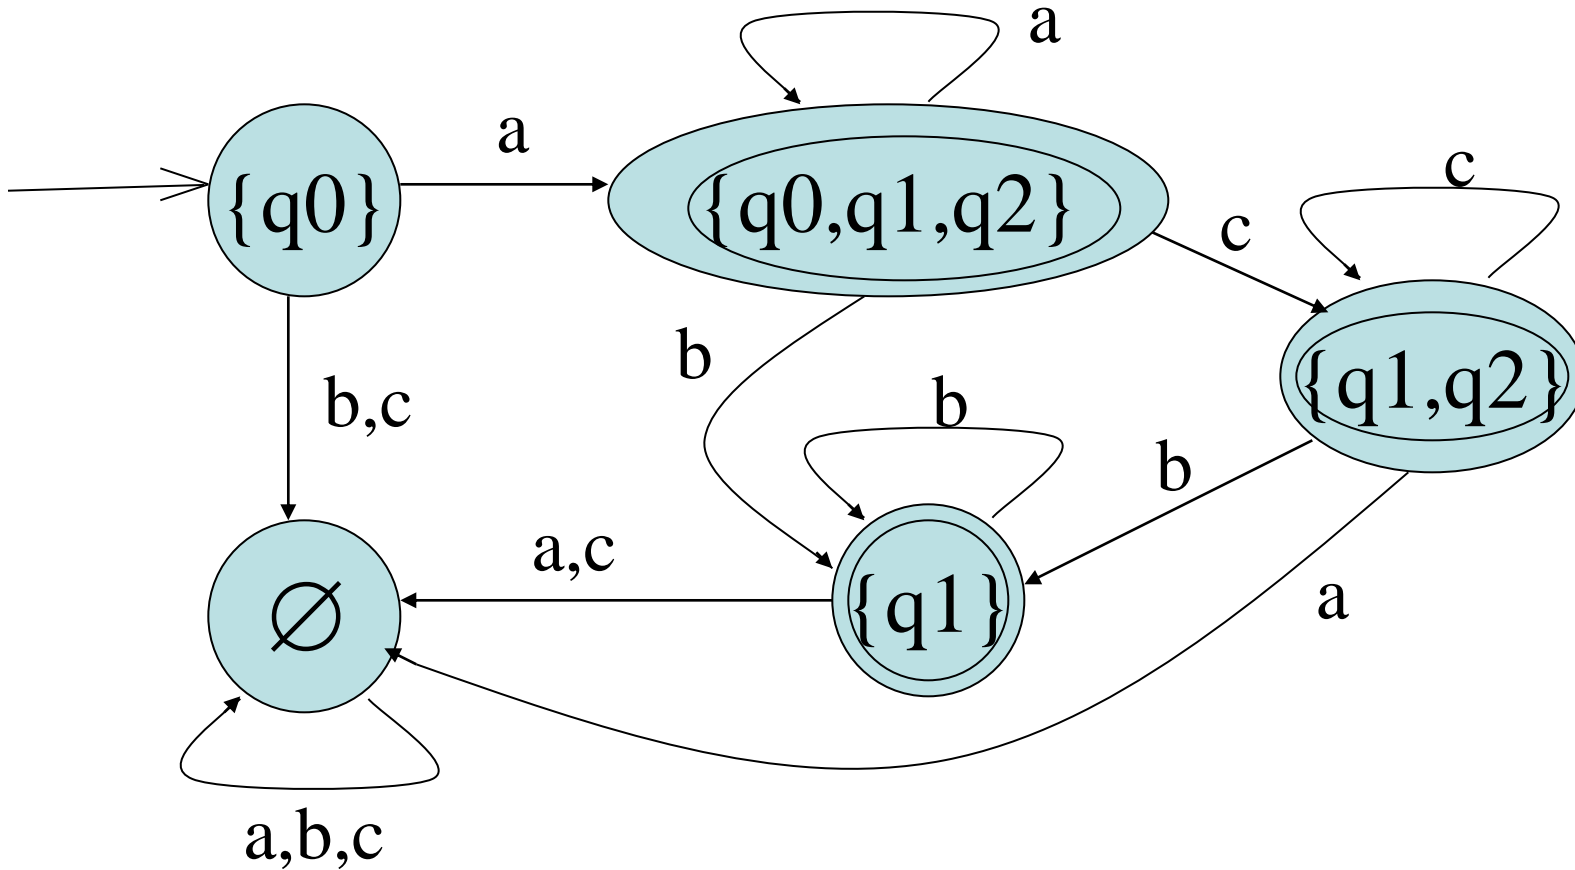 a
a
{q0}
{q0,q1,q2}
c
c
b
{q1,q2}
b,c
b
b
a,c
a
∅
{q1}
a,b,c